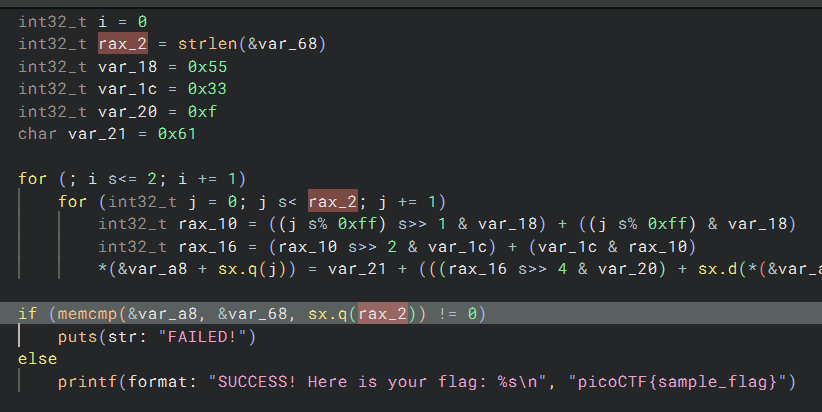 int32_t i = 0
int32_t rax_2 = strlen(&var_68)
int32_t var_18 = 0x55
int32_t var_1c = 0x33
int32_t var_20 = 0xf
char var_21 = 0x61
for (; i s<= 2; i += 1)
for (int32_t j = 0; j s< rax_2; j += 1)
int32_t rax_10 = ((j s% 0xff) s>> 1 & var_18) + ((j s% 0xff) & var_18)
int32_t rax_16 = (rax_10 s>> 2 & var_1c) + (var_1c & rax_10)
*(&var_a8 + sx.q(j)) = var_21 + (((rax_16 s>> 4 & var_20) + sx.d(*(&var_a
if (memcmp(&var_a8, &var_68, sx.q(rax_2)) != 0)
puts(str: "FAILED!")
else
printf(format: "SUCCESS! Here is your flag: %s\n", "picoCTF{sample_flag}")